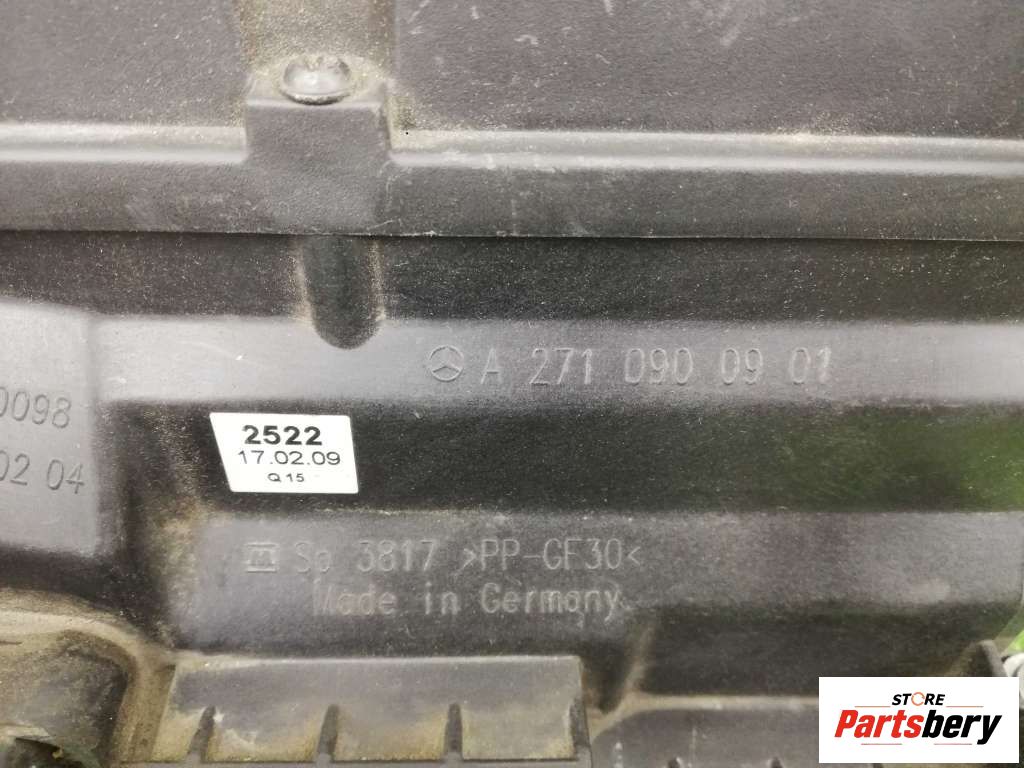 A 271 090 09 01
0098
02 04
2522
17.02.09
Q15
Sp 3817 >PP-GF30<
Made in Germany
STORE
Partsbery